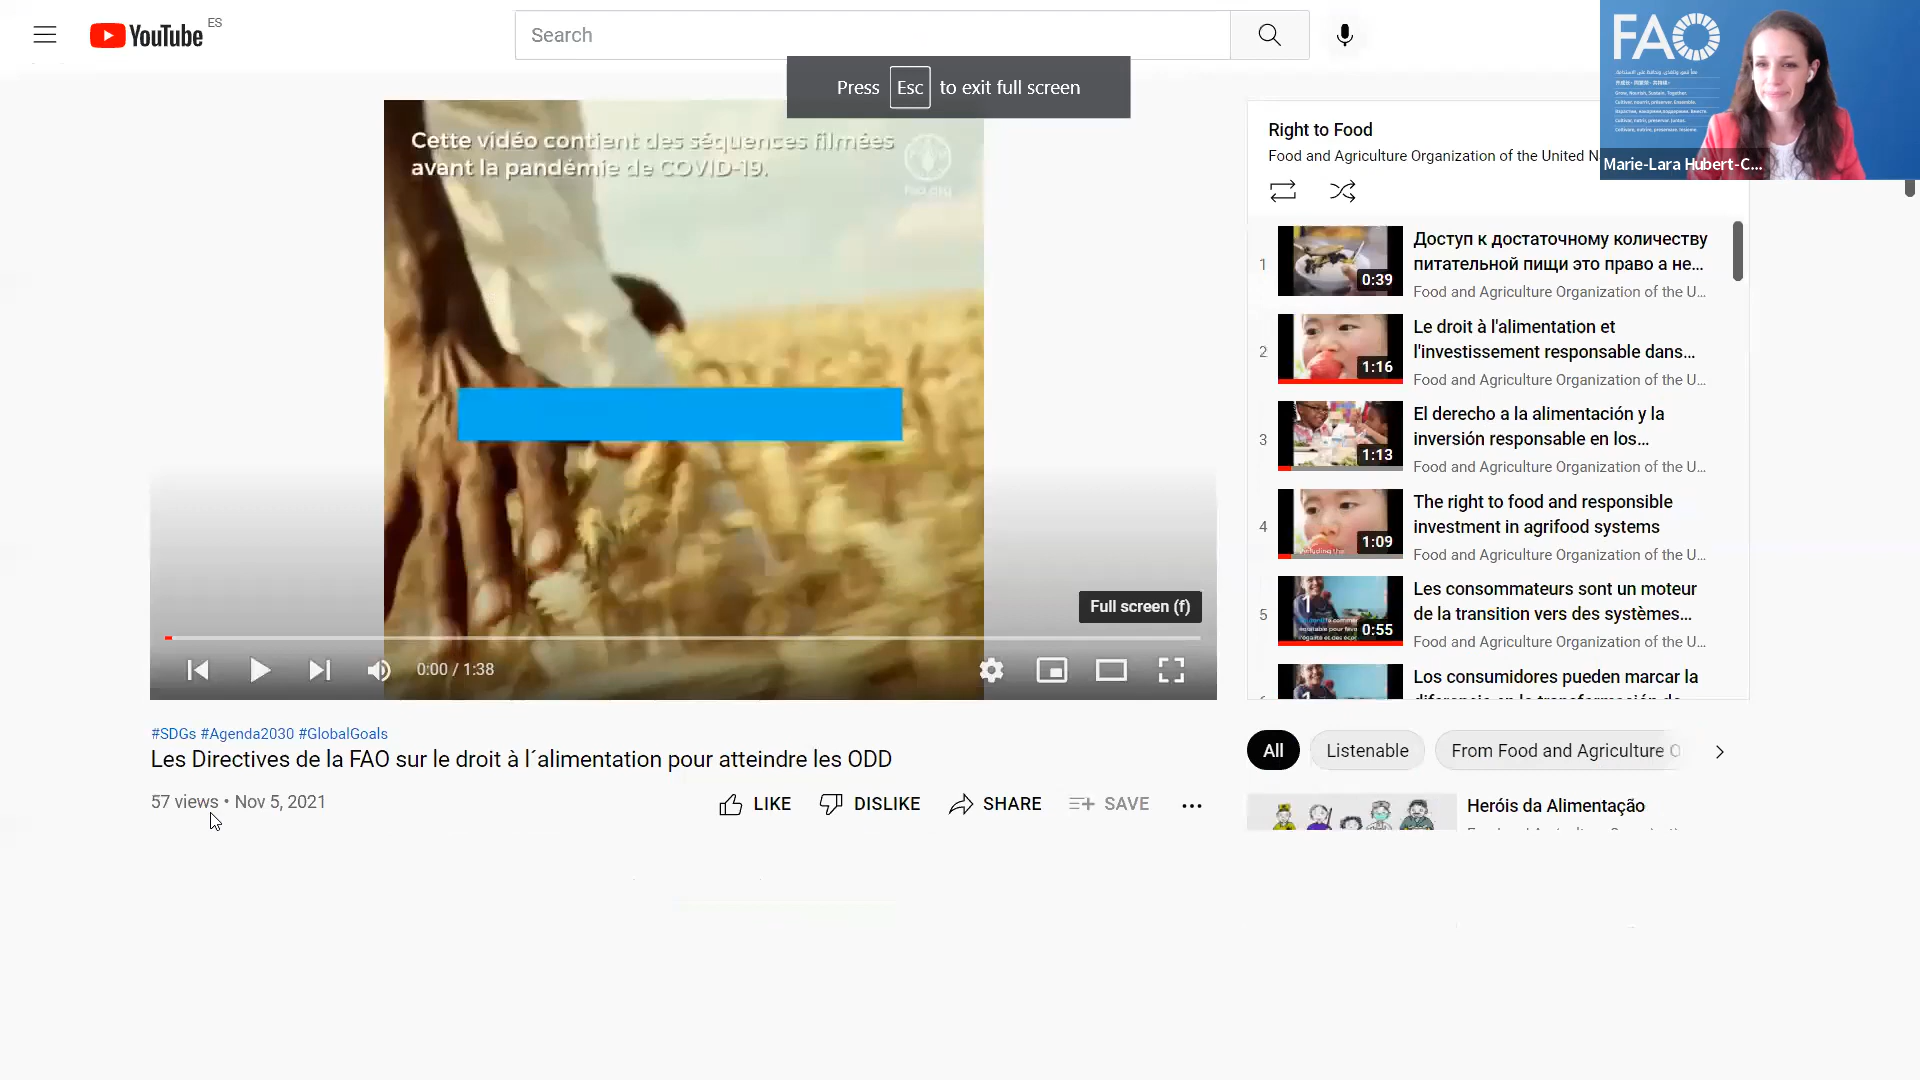 YouTube ES
Search
Press Esc to exit full screen
FAO
Marie-Lara Hubert-C...
Cette vidéo contient des séquences filmées
avant la pandémie de COVID-19.
fao.org
Full screen (f)
0:00 / 1:38
#SDGs #Agenda2030 #GlobalGoals
Les Directives de la FAO sur le droit à l´alimentation pour atteindre les ODD
57 views • Nov 5, 2021
LIKE
DISLIKE
SHARE
SAVE
Right to Food
Food and Agriculture Organization of the United N
1
0:39
Доступ к достаточному количеству
питательной пищи это право а не...
Food and Agriculture Organization of the U...
2
1:16
Le droit à l'alimentation et
l'investissement responsable dans...
Food and Agriculture Organization of the U...
3
1:13
El derecho a la alimentación y la
inversión responsable en los...
Food and Agriculture Organization of the U...
4
1:09
The right to food and responsible
investment in agrifood systems
Food and Agriculture Organization of the U...
5
0:55
Les consommateurs sont un moteur
de la transition vers des systèmes...
Food and Agriculture Organization of the U...
Los consumidores pueden marcar la
All
Listenable
From Food and Agriculture O
Heróis da Alimentação